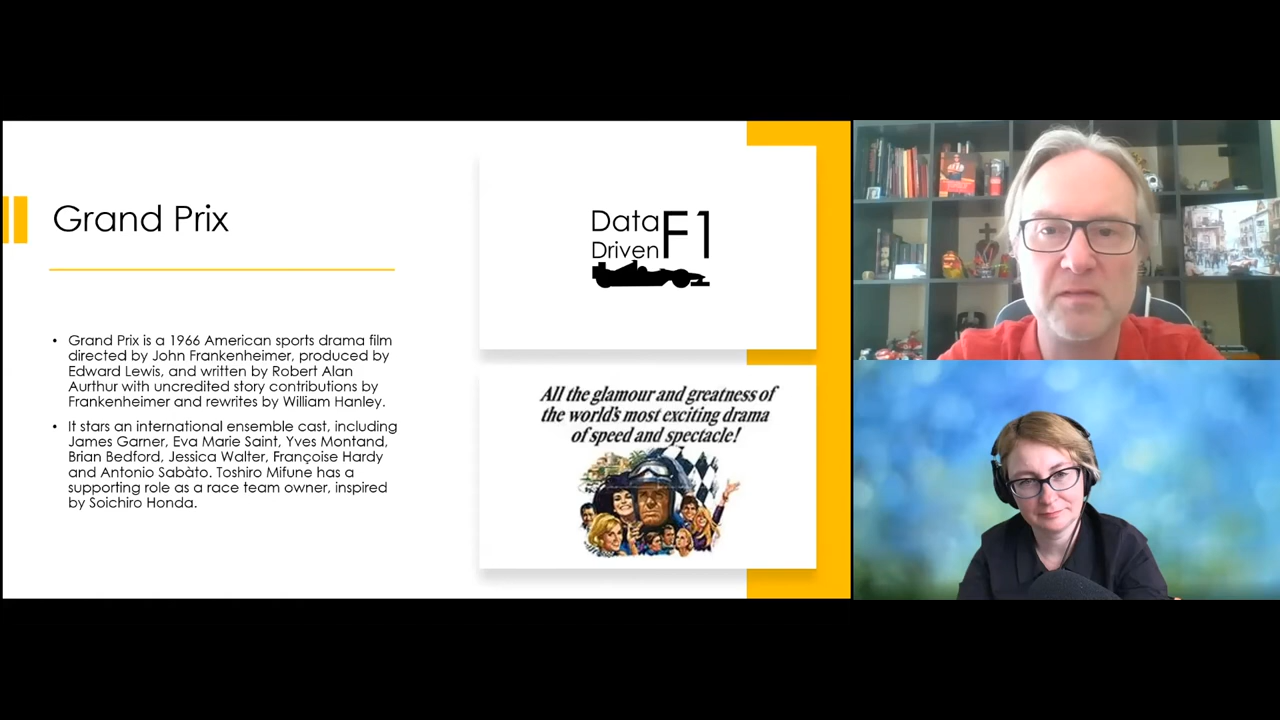 Grand Prix
• Grand Prix is a 1966 American sports drama film
directed by John Frankenheimer, produced by
Edward Lewis, and written by Robert Alan
Aurthur with uncredited story contributions by
Frankenheimer and rewrites by William Hanley.
• It stars an international ensemble cast, including
James Garner, Eva Marie Saint, Yves Montand,
Brian Bedford, Jessica Walter, Françoise Hardy
and Antonio Sabàto. Toshiro Mifune has a
supporting role as a race team owner, inspired
by Soichiro Honda.
Data
Driven F1
All the glamour and greatness of
the world's most exciting drama
of speed and spectacle!